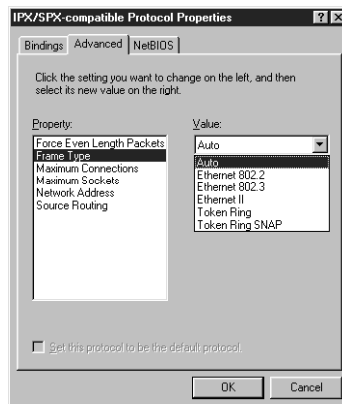 IPX/SPX-compatible Protocol Properties
Bindings Advanced NetBIOS
Click the setting you want to change on the left, and then
select its new value on the right.
Property:
Force Even Length Packets
Frame Type
Maximum Connections
Maximum Sockets
Network Address
Source Routing
Value:
Auto
Auto
Ethernet 802.2
Ethernet 802.3
Ethernet II
Token Ring
Token Ring SNAP
Set this protocol to be the default protocol.
OK Cancel